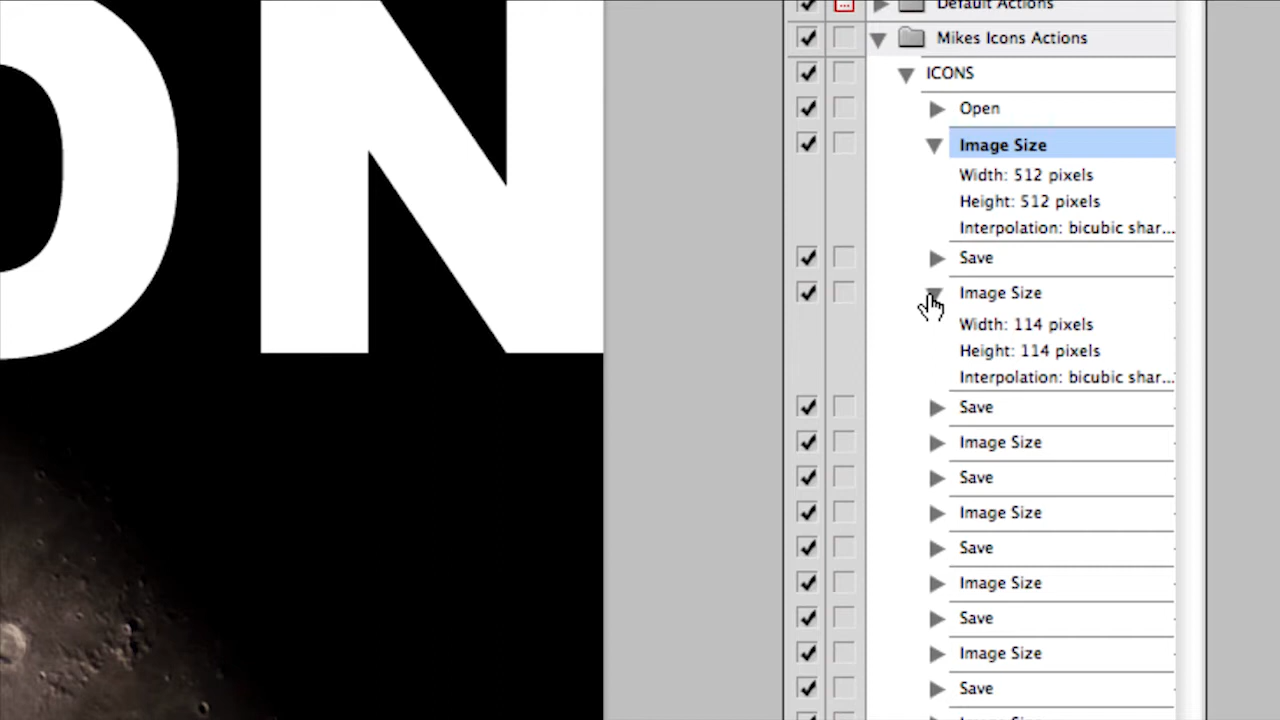 ON
Default Actions
Mikes Icons Actions
ICONS
Open
Image Size
Width: 512 pixels
Height: 512 pixels
Interpolation: bicubic shar...
Save
Image Size
Width: 114 pixels
Height: 114 pixels
Interpolation: bicubic shar...
Save
Image Size
Save
Image Size
Save
Image Size
Save
Image Size
Save
Image Size